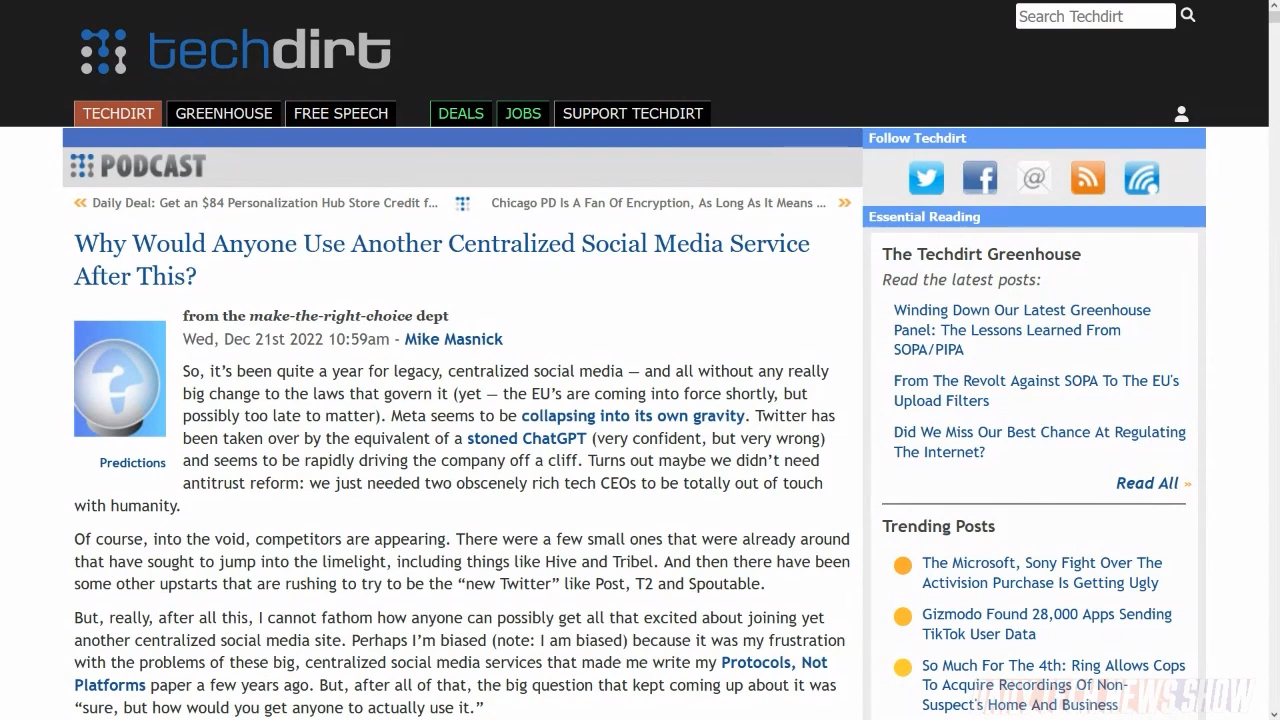 Search Techdirt
techdirt
TECHDIRT GREENHOUSE FREE SPEECH DEALS JOBS SUPPORT TECHDIRT
PODCAST
Daily Deal: Get an $84 Personalization Hub Store Credit f...
Chicago PD Is A Fan Of Encryption, As Long As It Means ...
Why Would Anyone Use Another Centralized Social Media Service
After This?
from the make-the-right-choice dept
Wed, Dec 21st 2022 10:59am - Mike Masnick
Predictions
So, it’s been quite a year for legacy, centralized social media — and all without any really
big change to the laws that govern it (yet — the EU’s are coming into force shortly, but
possibly too late to matter). Meta seems to be collapsing into its own gravity. Twitter has
been taken over by the equivalent of a stoned ChatGPT (very confident, but very wrong)
and seems to be rapidly driving the company off a cliff. Turns out maybe we didn’t need
antitrust reform: we just needed two obscenely rich tech CEOs to be totally out of touch
with humanity.
Of course, into the void, competitors are appearing. There were a few small ones that were already around
that have sought to jump into the limelight, including things like Hive and Tribel. And then there have been
some other upstarts that are rushing to try to be the “new Twitter” like Post, T2 and Spoutable.
But, really, after all this, I cannot fathom how anyone can possibly get all that excited about joining yet
another centralized social media site. Perhaps I’m biased (note: I am biased) because it was my frustration
with the problems of these big, centralized social media services that made me write my Protocols, Not
Platforms paper a few years ago. But, after all of that, the big question that kept coming up about it was
“sure, but how would you get anyone to actually use it.”
Follow Techdirt
Essential Reading
The Techdirt Greenhouse
Read the latest posts:
Winding Down Our Latest Greenhouse
Panel: The Lessons Learned From
SOPA/PIPA
From The Revolt Against SOPA To The EU's
Upload Filters
Did We Miss Our Best Chance At Regulating
The Internet?
Read All »
Trending Posts
The Microsoft, Sony Fight Over The
Activision Purchase Is Getting Ugly
Gizmodo Found 28,000 Apps Sending
TikTok User Data
So Much For The 4th: Ring Allows Cops
To Acquire Recordings Of Non-
Suspect's Home And Business
NEWS SHOW